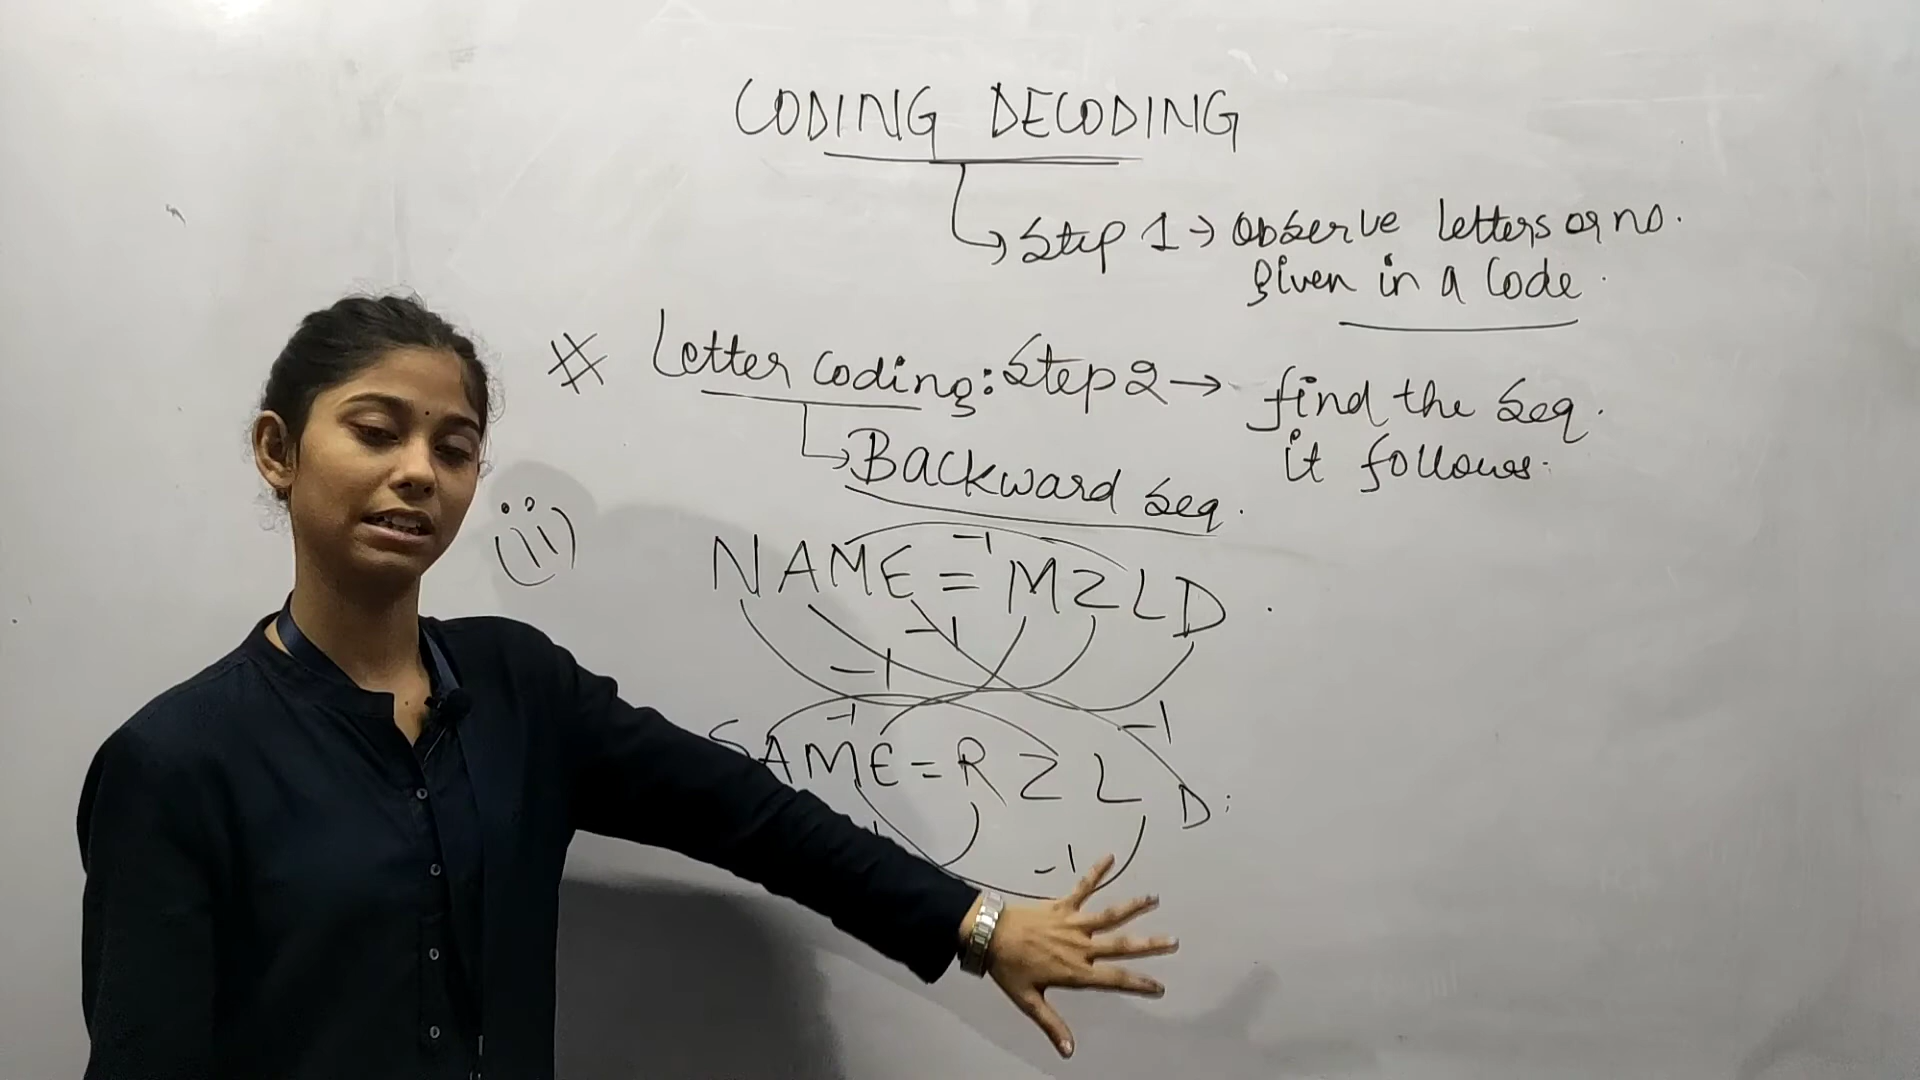 CODING DECODING
Step 1 → Observe letters or no.
given in a code.
# Letter coding: Step 2 → find the seq.
it follows.
Backward seq.
(ii)
NAME = MZLD.
-1
-1
-1
-1
-1
SAME = RZLD:
-1